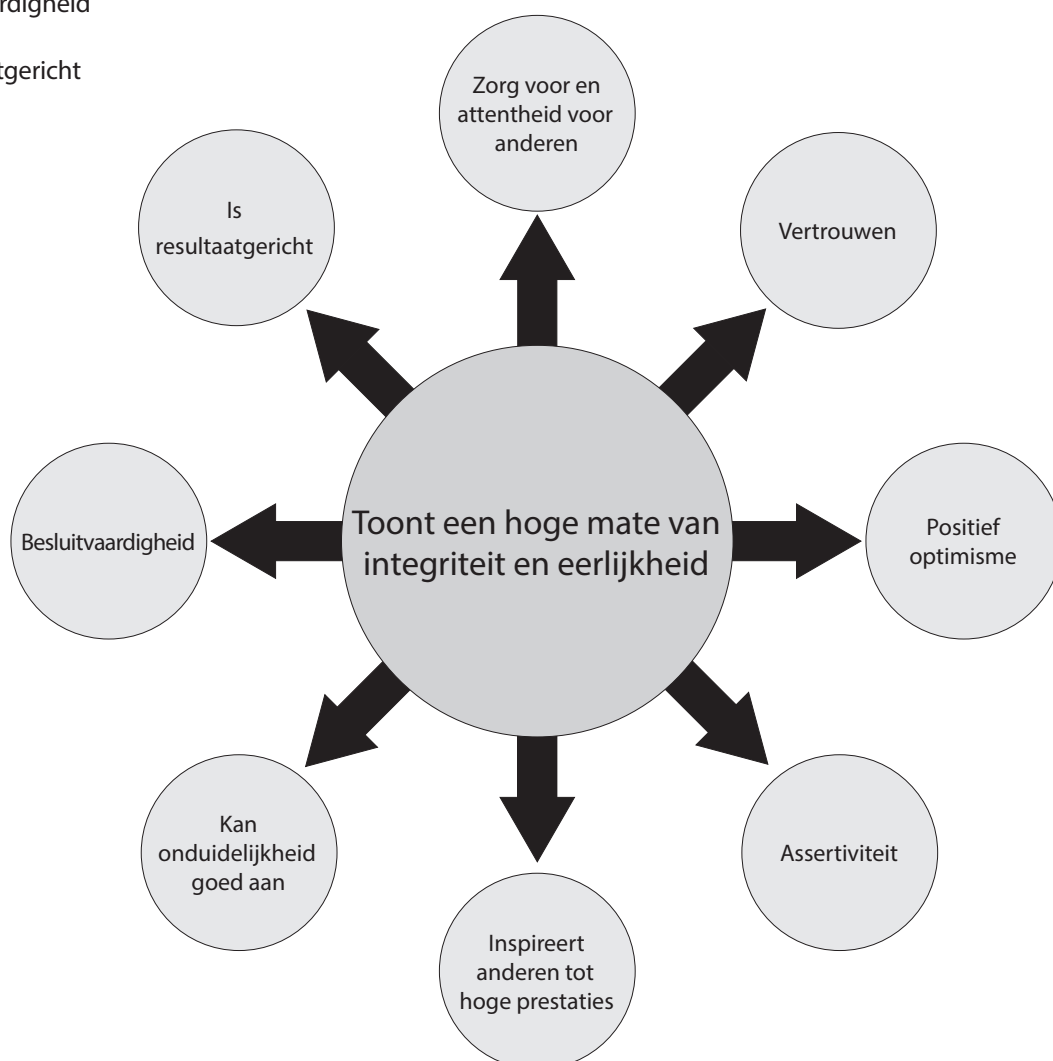 rdigheid
tgericht
Zorg voor en
attentheid voor
anderen
Vertrouwen
Positief
optimisme
Assertiviteit
Inspireert
anderen tot
hoge prestaties
Kan
onduidelijkheid
goed aan
Besluitvaardigheid
Is
resultaatgericht
Toont een hoge mate van
integriteit en eerlijkheid